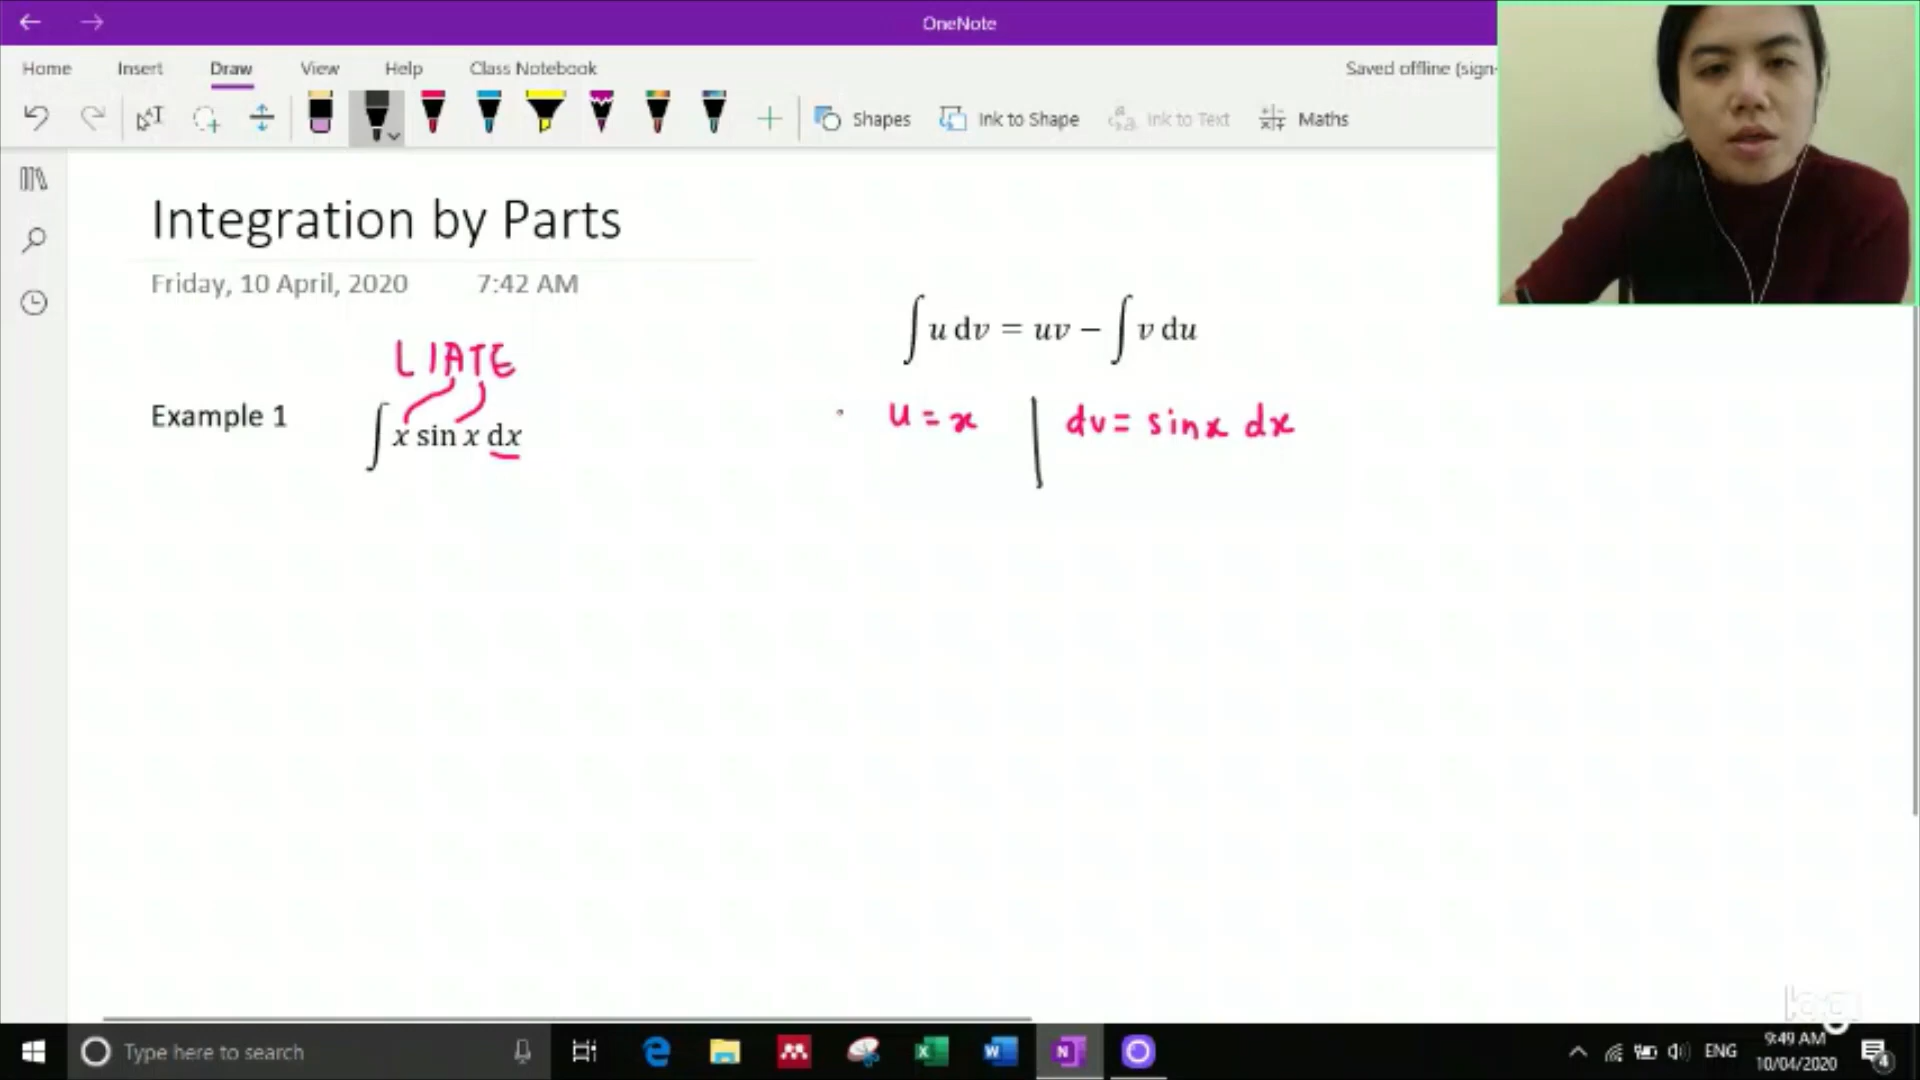 OneNote
Home Insert Draw View Help Class Notebook Saved offline (sign-
Shapes Ink to Shape Ink to Text Maths
Integration by Parts
Friday, 10 April, 2020 7:42 AM
∫ u dv = uv − ∫ v du
LIATE
Example 1 ∫ x sin x dx
u = x | dv = sin x dx
Type here to search
ENG
9:49 AM
10/04/2020
4